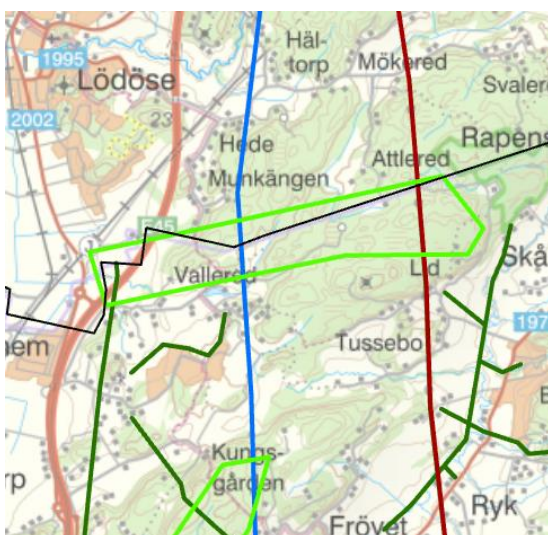 Häl-
torp
1995
Mökered
Lödöse
Svalere
2002
23
Hede
Rapens
Attlered
Munkängen
E45
Skå
Vallered
Lid
197
hem
Tussebo
Kungs-
gården
rp
Ryk
Frövet